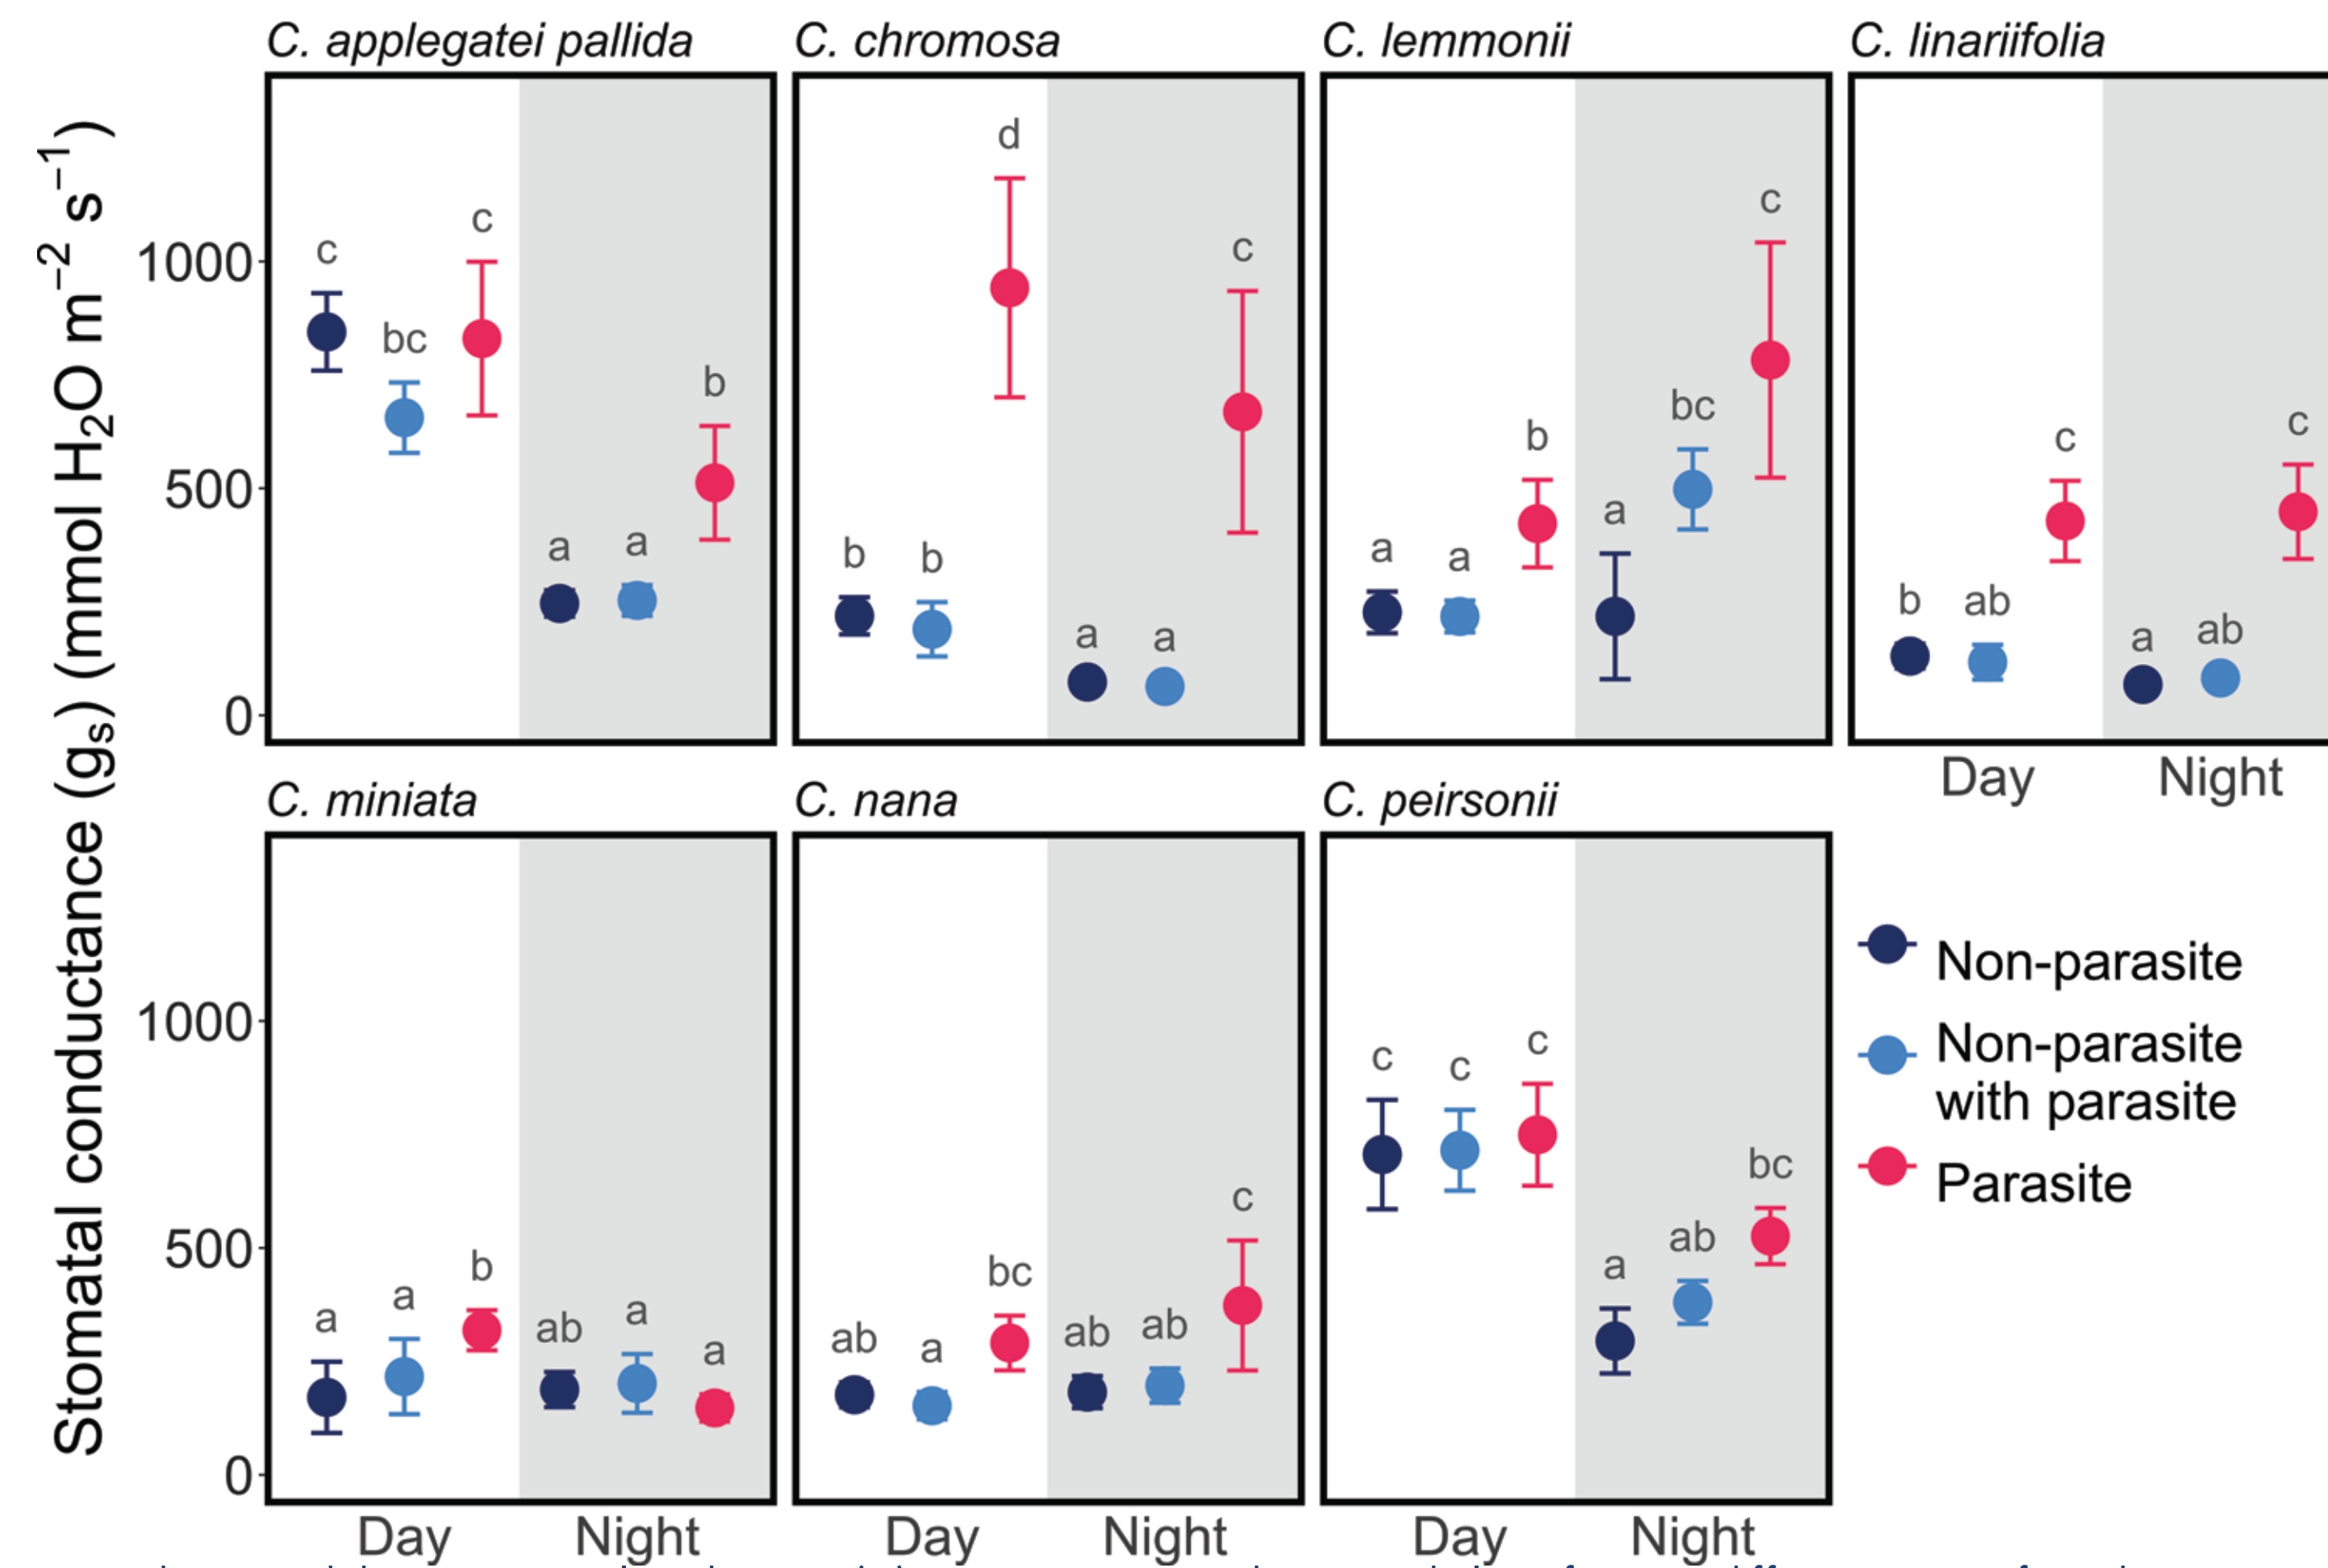 C. applegatei pallida C. chromosa C. lemmonii C. linariifolia
Stomatal conductance (gₛ) (mmol H₂O m⁻² s⁻¹)
1000
500
0
c bc c a a b
b b d a a c
a a b a bc c
b ab c a ab c
Day Night
C. miniata C. nana C. peirsonii
1000
500
0
a a b ab a a
ab a bc ab ab c
c c c a ab bc
Day Night Day Night Day Night
Non-parasite
Non-parasite
with parasite
Parasite